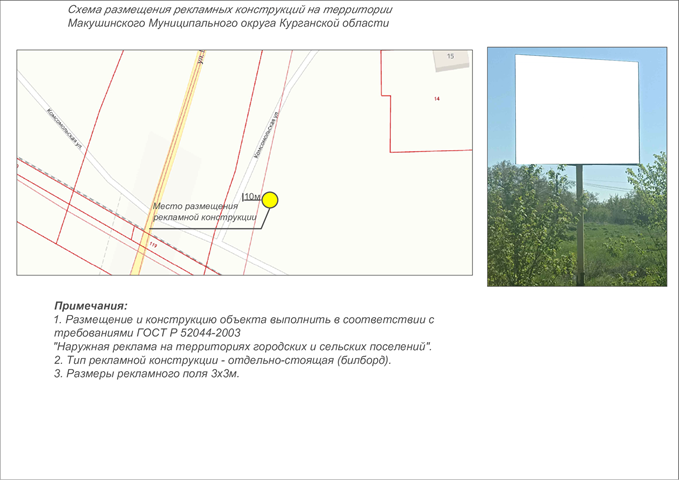 Схема размещения рекламных конструкций на территории
Макушинского Муниципального округа Курганской области
15
14
ул.
Комсомольская ул.
Комсомольская ул.
10м
Место размещения
рекламной конструкции
119
Примечания:
1. Размещение и конструкцию объекта выполнить в соответствии с
требованиями ГОСТ Р 52044-2003
"Наружная реклама на территориях городских и сельских поселений".
2. Тип рекламной конструкции - отдельно-стоящая (билборд).
3. Размеры рекламного поля 3х3м.